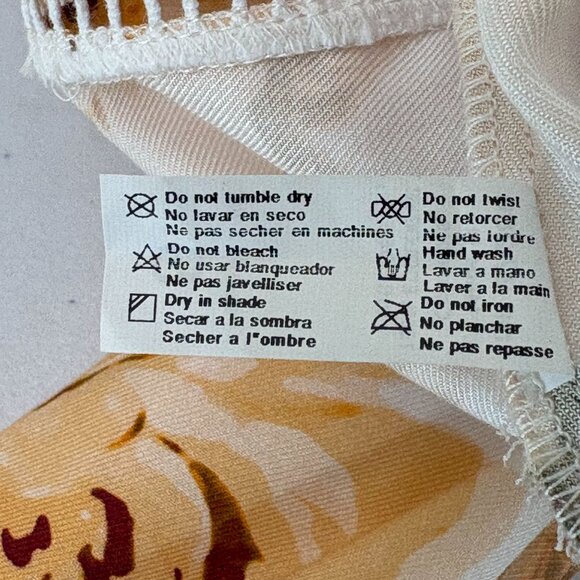 Do not tumble dry
No lavar en seco
Ne pas secher en machines
Do not bleach
No usar blanqueador
Ne pas javelliser
Dry in shade
Secar a la sombra
Secher a l"ombre
Do not twist
No retorcer
Ne pas tordre
Hand wash
Lavar a mano
Laver a la main
Do not iron
No planchar
Ne pas repasse